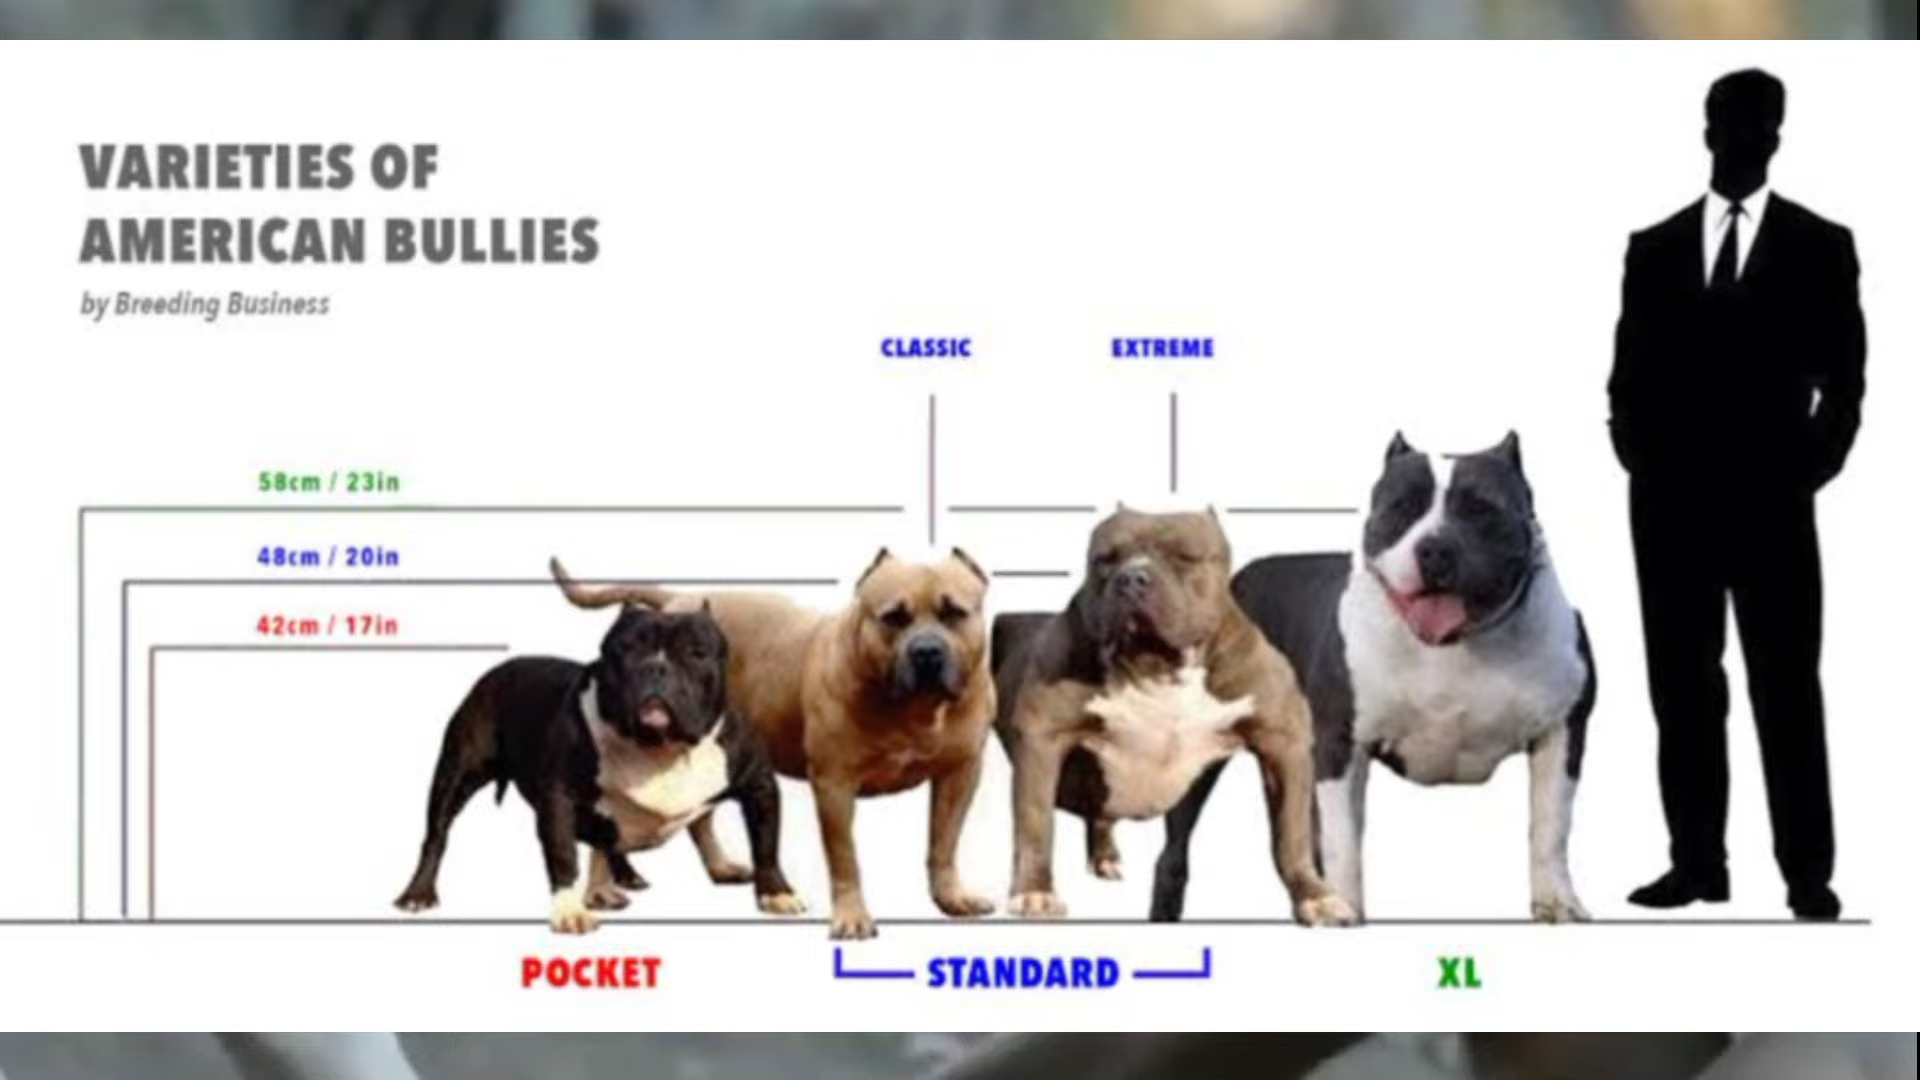 VARIETIES OF
AMERICAN BULLIES
by Breeding Business
CLASSIC
EXTREME
58cm / 23in
48cm / 20in
42cm / 17in
POCKET
STANDARD
XL